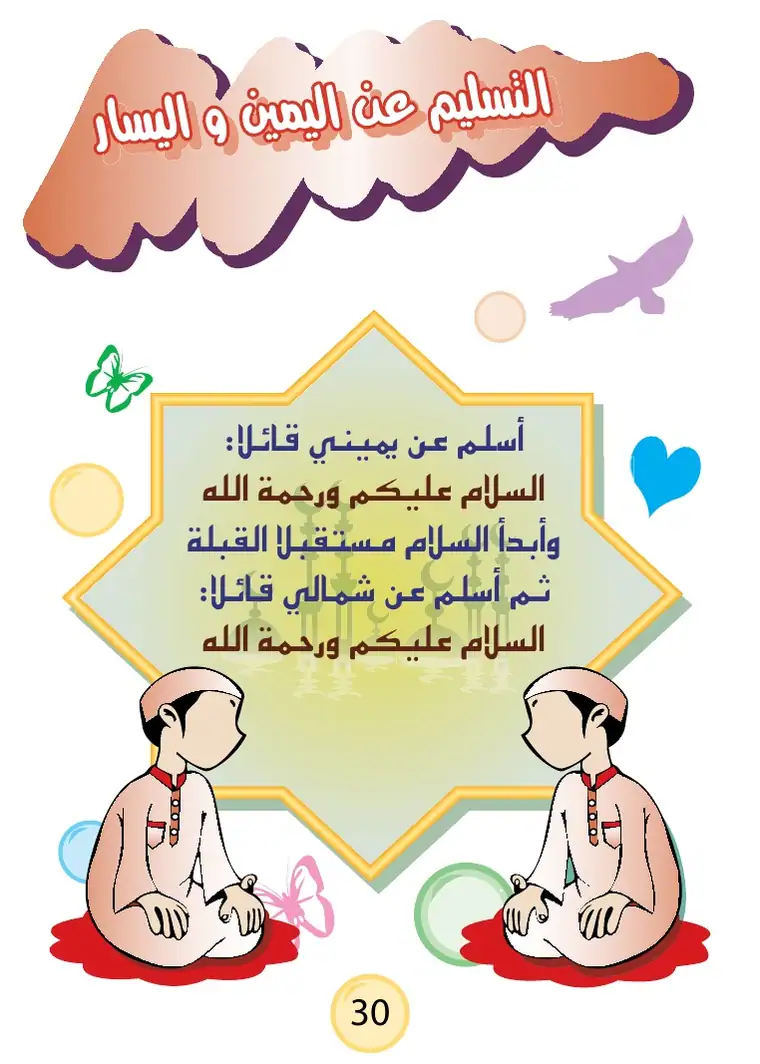 التسليم عن اليمين و اليسار
أسلم عن يميني قائلا:
السلام عليكم ورحمة الله
وأبدأ السلام مستقبلا القبلة
ثم أسلم عن شمالي قائلا:
السلام عليكم ورحمة الله
30